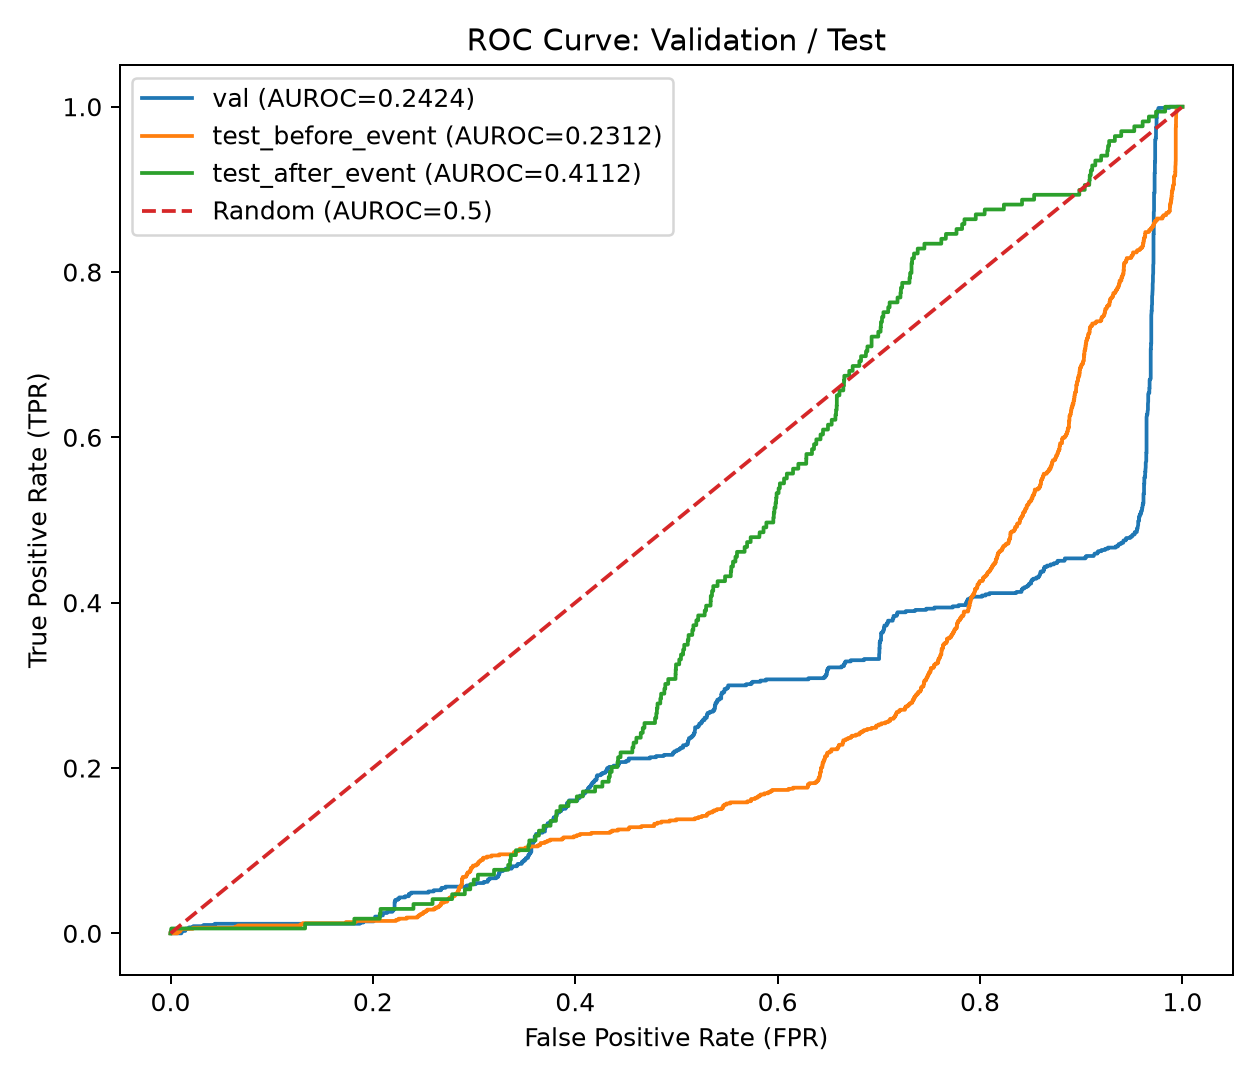 ROC Curve: Validation / Test
val (AUROC=0.2424)
test_before_event (AUROC=0.2312)
test_after_event (AUROC=0.4112)
Random (AUROC=0.5)
True Positive Rate (TPR)
1.0
0.8
0.6
0.4
0.2
0.0
0.0 0.2 0.4 0.6 0.8 1.0
False Positive Rate (FPR)